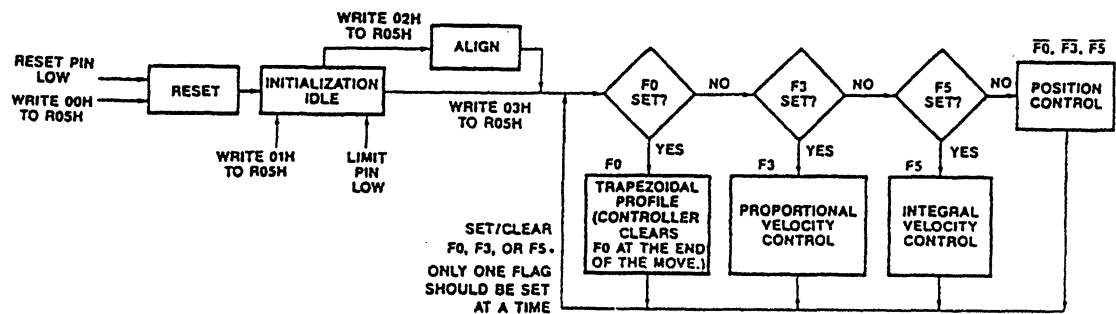 RESET PIN
LOW
WRITE 00H
TO R05H
RESET
INITIALIZATION
IDLE
WRITE 01H
TO R05H
LIMIT
PIN
LOW
WRITE 02H
TO R05H
ALIGN
WRITE 03H
TO R05H
F0
SET?
NO
YES
F0
TRAPEZOIDAL
PROFILE
(CONTROLLER
CLEARS
F0 AT THE END
OF THE MOVE.)
F3
SET?
NO
YES
F3
PROPORTIONAL
VELOCITY
CONTROL
F5
SET?
NO
YES
F5
INTEGRAL
VELOCITY
CONTROL
F̅0̅, F̅3̅, F̅5̅
POSITION
CONTROL
SET/CLEAR
F0, F3, OR F5.
ONLY ONE FLAG
SHOULD BE SET
AT A TIME